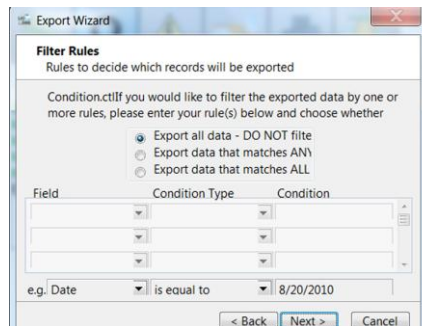 Export Wizard
Filter Rules
Rules to decide which records will be exported
Condition.ctlIf you would like to filter the exported data by one or
more rules, please enter your rule(s) below and choose whether
Export all data - DO NOT filte
Export data that matches ANY
Export data that matches ALL
Field Condition Type Condition
e.g. Date is equal to 8/20/2010
< Back Next > Cancel